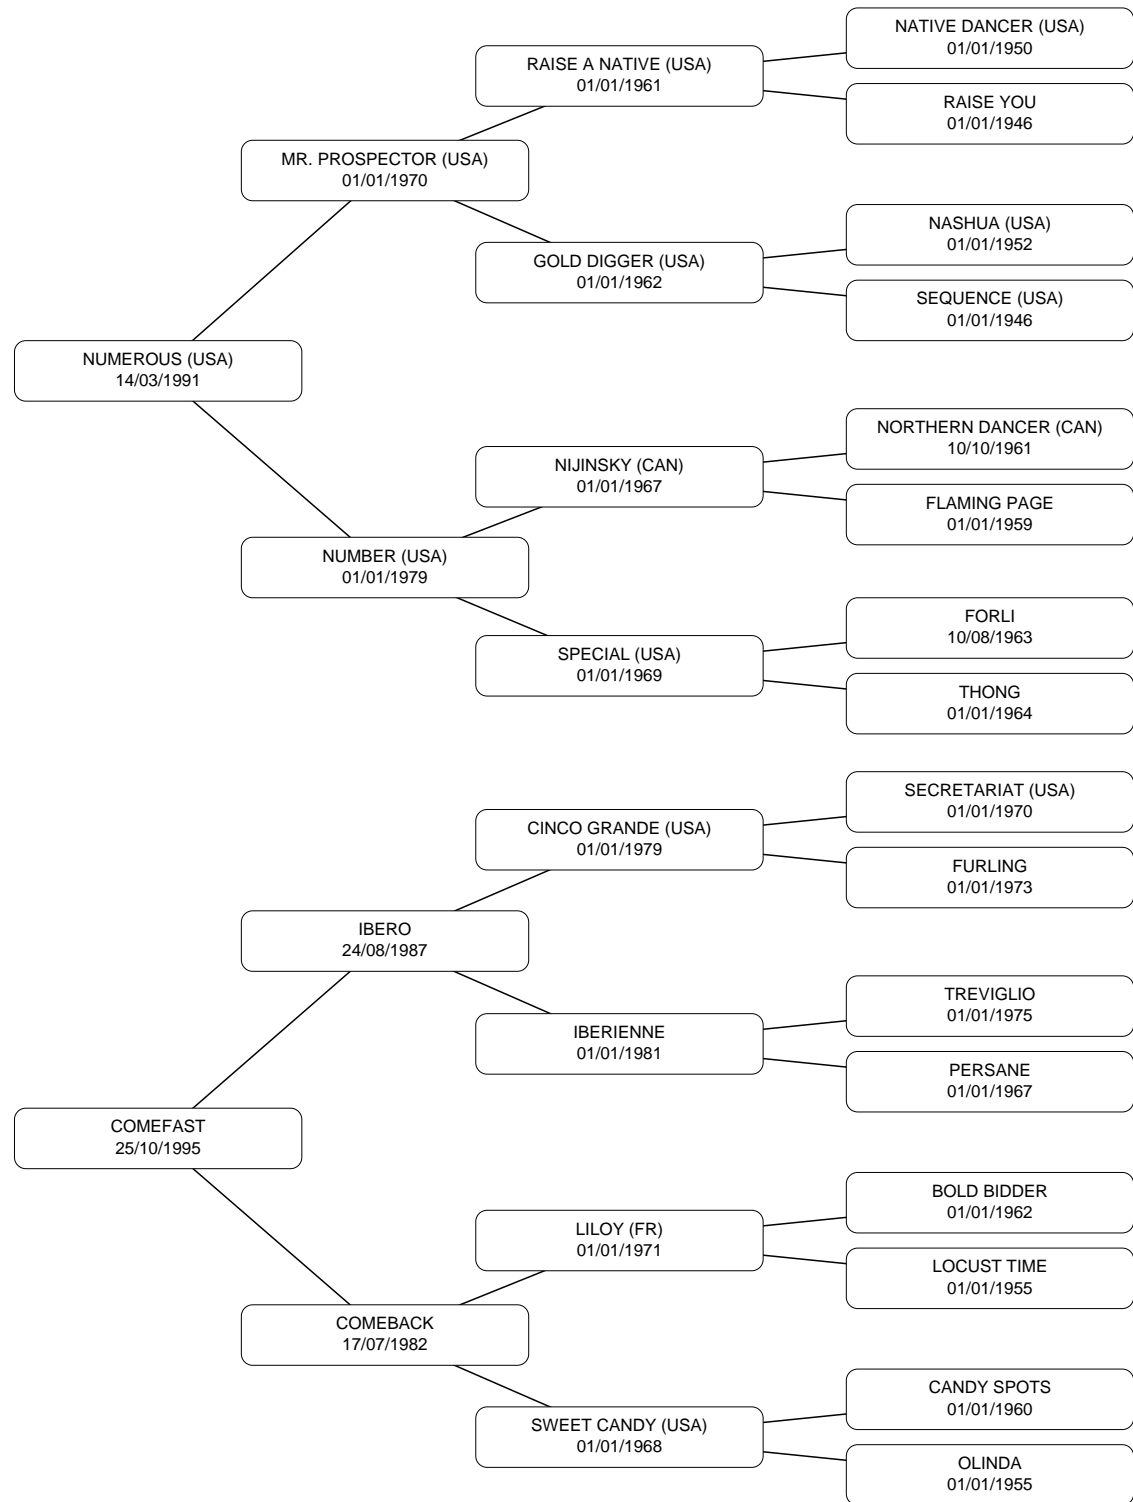 NATIVE DANCER (USA)
01/01/1950
RAISE A NATIVE (USA)
01/01/1961
RAISE YOU
01/01/1946
MR. PROSPECTOR (USA)
01/01/1970
NASHUA (USA)
01/01/1952
GOLD DIGGER (USA)
01/01/1962
SEQUENCE (USA)
01/01/1946
NUMEROUS (USA)
14/03/1991
NORTHERN DANCER (CAN)
10/10/1961
NIJINSKY (CAN)
01/01/1967
FLAMING PAGE
01/01/1959
NUMBER (USA)
01/01/1979
FORLI
10/08/1963
SPECIAL (USA)
01/01/1969
THONG
01/01/1964
SECRETARIAT (USA)
01/01/1970
CINCO GRANDE (USA)
01/01/1979
FURLING
01/01/1973
IBERO
24/08/1987
TREVIGLIO
01/01/1975
IBERIENNE
01/01/1981
PERSANE
01/01/1967
COMEFAST
25/10/1995
BOLD BIDDER
01/01/1962
LILOY (FR)
01/01/1971
LOCUST TIME
01/01/1955
COMEBACK
17/07/1982
CANDY SPOTS
01/01/1960
SWEET CANDY (USA)
01/01/1968
OLINDA
01/01/1955